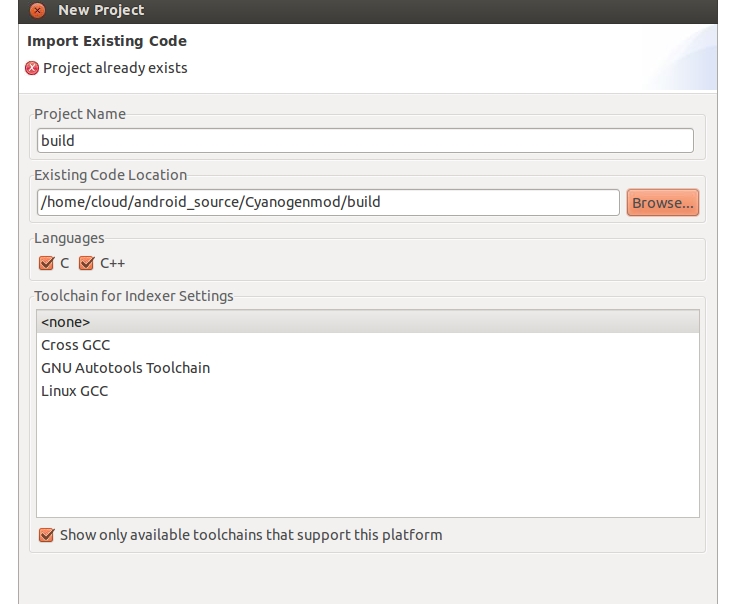 New Project
Import Existing Code
Project already exists
Project Name
build
Existing Code Location
/home/cloud/android_source/Cyanogenmod/build
Browse...
Languages
C C++
Toolchain for Indexer Settings
<none>
Cross GCC
GNU Autotools Toolchain
Linux GCC
Show only available toolchains that support this platform